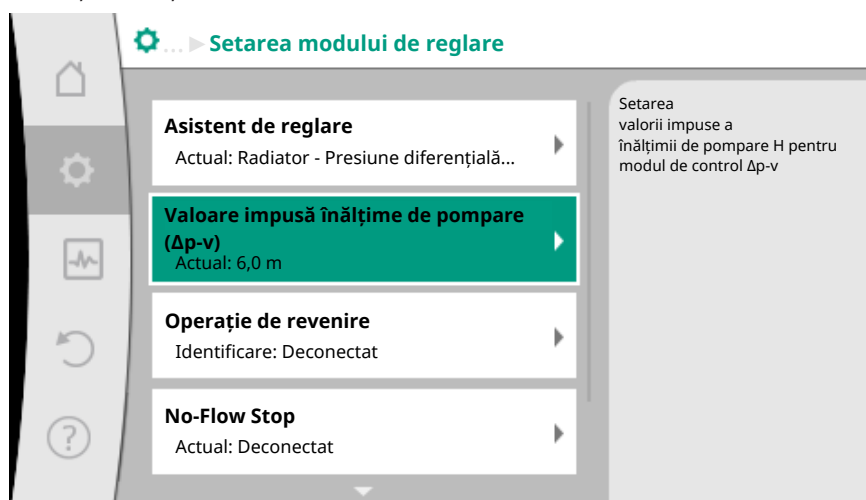 ... Setarea modului de reglare
Asistent de reglare
Actual: Radiator - Presiune diferențială...
Valoare impusă înălțime de pompare
(Δp-v)
Actual: 6,0 m
Operație de revenire
Identificare: Deconectat
No-Flow Stop
Actual: Deconectat
Setarea
valorii impuse a
înălțimii de pompare H pentru
modul de control Δp-v